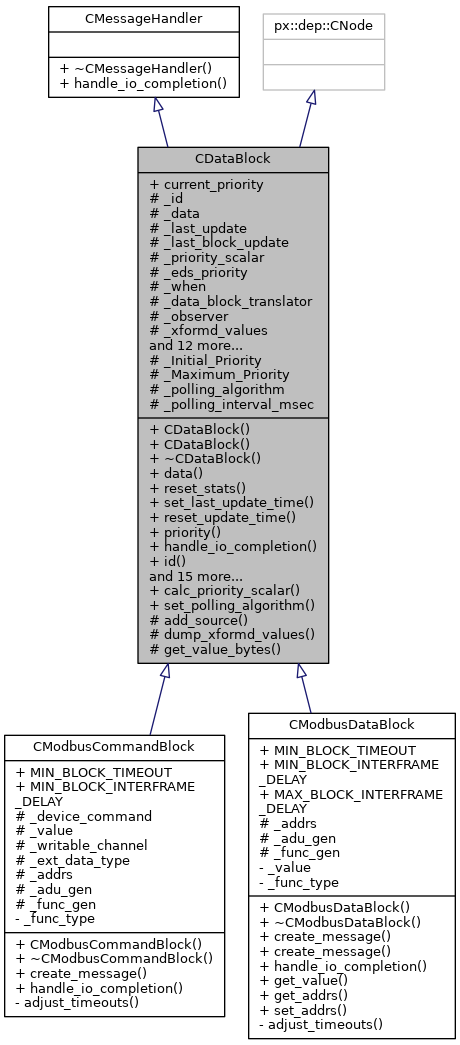 CMessageHandler
+ ~CMessageHandler()
+ handle_io_completion()
px::dep::CNode
CDataBlock
+ current_priority
# _id
# _data
# _last_update
# _last_block_update
# _priority_scalar
# _eds_priority
# _when
# _data_block_translator
# _observer
# _xformd_values
and 12 more...
# _Initial_Priority
# _Maximum_Priority
# _polling_algorithm
# _polling_interval_msec
+ CDataBlock()
+ CDataBlock()
+ ~CDataBlock()
+ data()
+ reset_stats()
+ set_last_update_time()
+ reset_update_time()
+ priority()
+ handle_io_completion()
+ id()
and 15 more...
+ calc_priority_scalar()
+ set_polling_algorithm()
# add_source()
# dump_xformd_values()
# get_value_bytes()
CModbusCommandBlock
+ MIN_BLOCK_TIMEOUT
+ MIN_BLOCK_INTERFRAME
_DELAY
# _device_command
# _value
# _writable_channel
# _ext_data_type
# _addrs
# _adu_gen
# _func_gen
- _func_type
+ CModbusCommandBlock()
+ ~CModbusCommandBlock()
+ create_message()
+ handle_io_completion()
- adjust_timeouts()
CModbusDataBlock
+ MIN_BLOCK_TIMEOUT
+ MIN_BLOCK_INTERFRAME
_DELAY
+ MAX_BLOCK_INTERFRAME
_DELAY
# _addrs
# _adu_gen
# _func_gen
- _value
- _func_type
+ CModbusDataBlock()
+ ~CModbusDataBlock()
+ create_message()
+ create_message()
+ handle_io_completion()
+ get_value()
+ get_addrs()
+ set_addrs()
- adjust_timeouts()